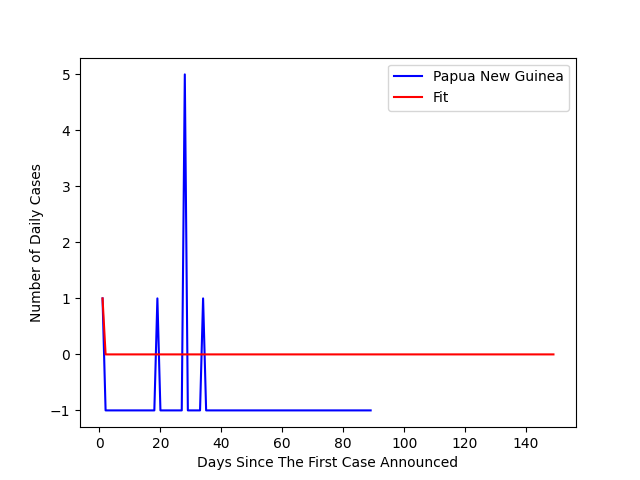 Papua New Guinea
Fit
5
4
3
2
1
0
−1
Number of Daily Cases
0 20 40 60 80 100 120 140
Days Since The First Case Announced